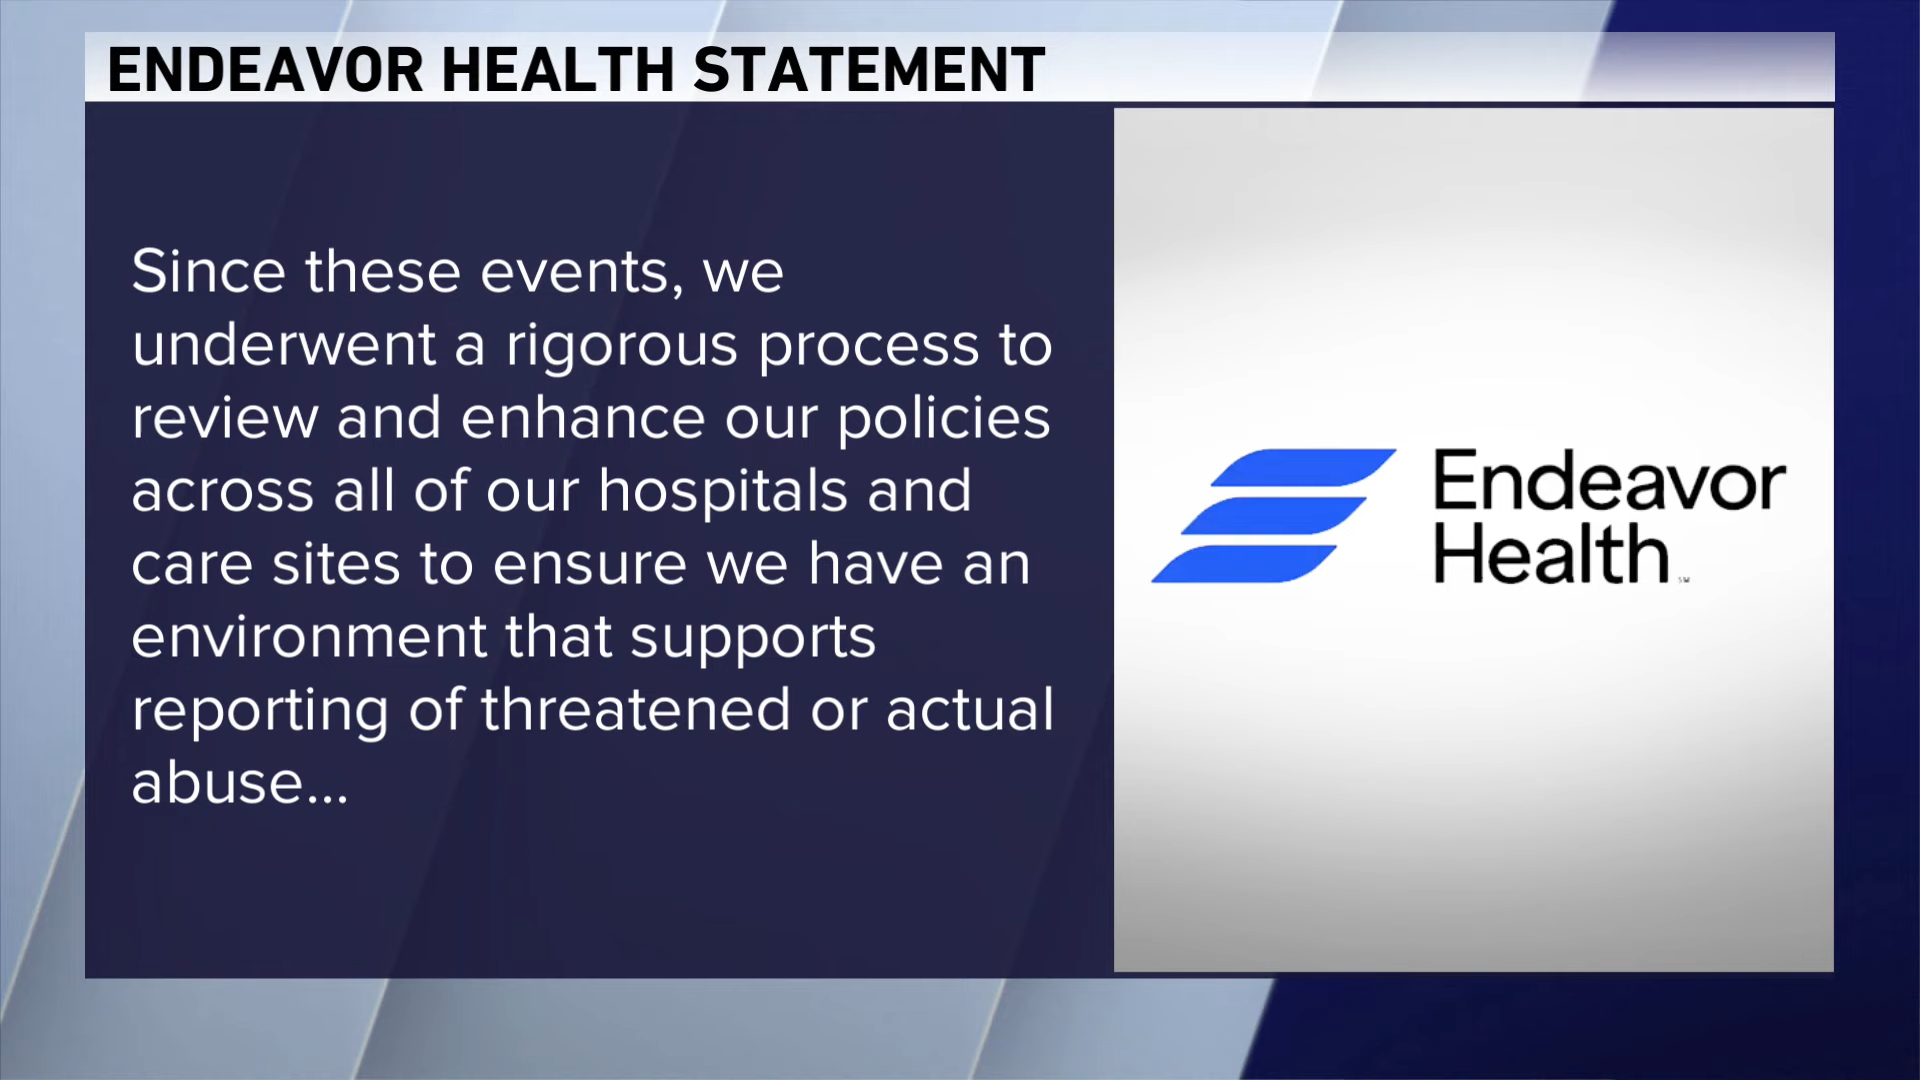 ENDEAVOR HEALTH STATEMENT
Since these events, we
underwent a rigorous process to
review and enhance our policies
across all of our hospitals and
care sites to ensure we have an
environment that supports
reporting of threatened or actual
abuse...
Endeavor
Health℠